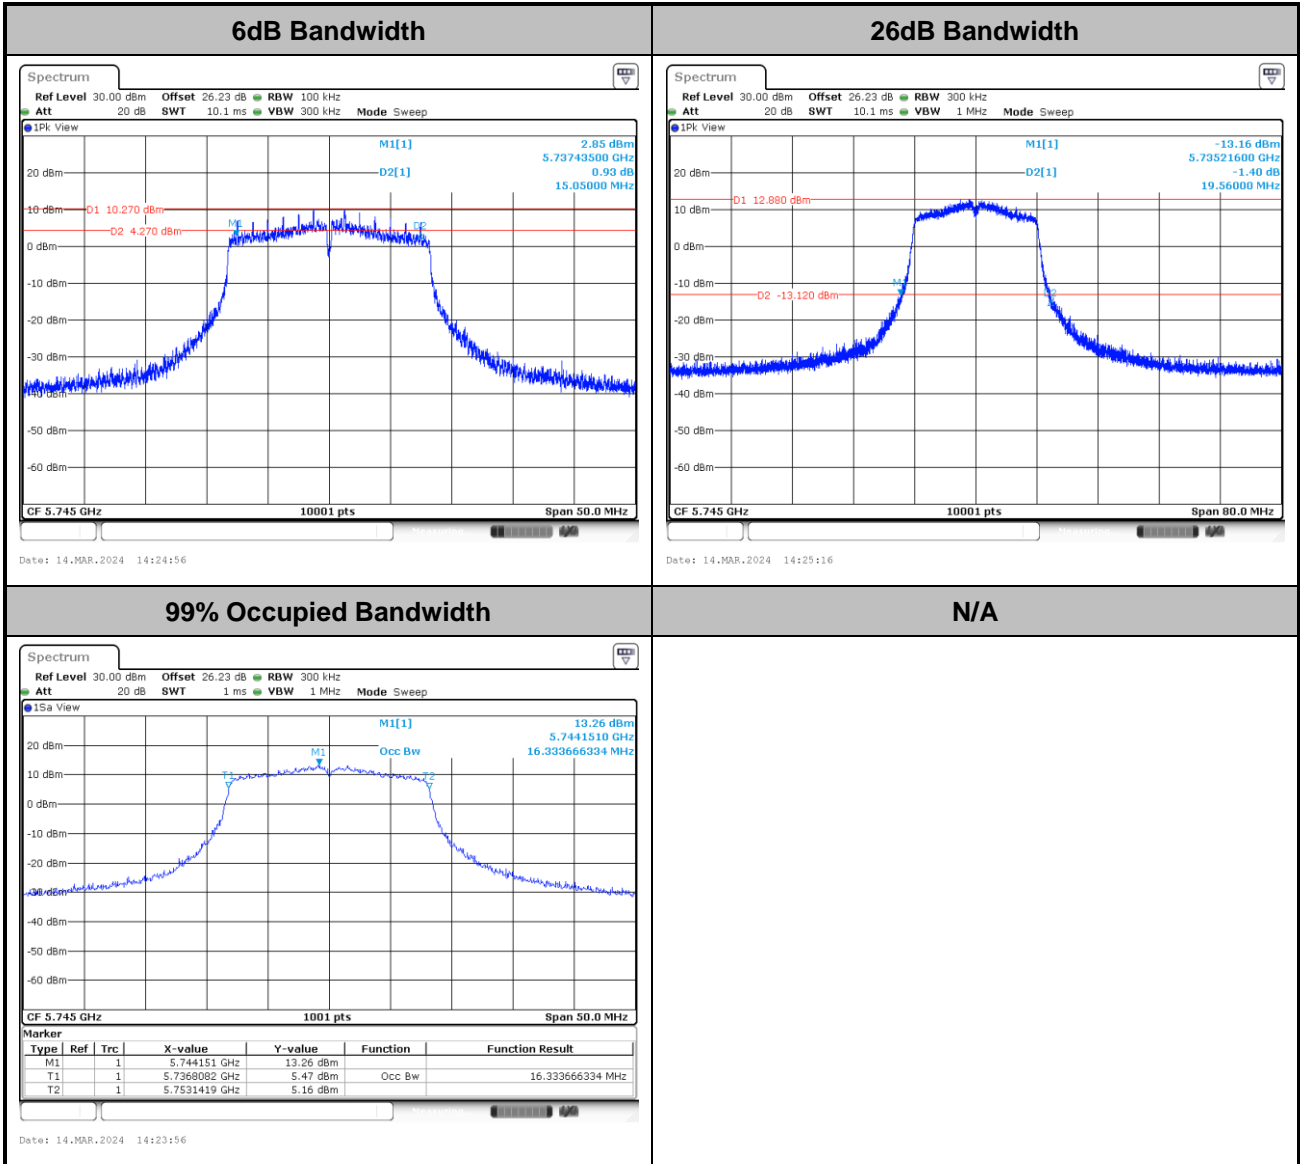 6dB Bandwidth
26dB Bandwidth
Spectrum
Ref Level 30.00 dBm Offset 26.23 dB RBW 100 kHz
Att 20 dB SWT 10.1 ms VBW 300 kHz Mode Sweep
1Pk View
M1[1] 2.85 dBm
5.73743500 GHz
D2[1] 0.93 dB
15.05000 MHz
20 dBm
10 dBm
D1 10.270 dBm
M1
D2
D2 4.270 dBm
0 dBm
-10 dBm
-20 dBm
-30 dBm
-40 dBm
-50 dBm
-60 dBm
CF 5.745 GHz 10001 pts Span 50.0 MHz
Date: 14.MAR.2024 14:24:56
Spectrum
Ref Level 30.00 dBm Offset 26.23 dB RBW 300 kHz
Att 20 dB SWT 10.1 ms VBW 1 MHz Mode Sweep
1Pk View
M1[1] -13.16 dBm
5.73521600 GHz
D2[1] -1.40 dB
19.56000 MHz
20 dBm
D1 12.880 dBm
10 dBm
0 dBm
-10 dBm
D2 -13.120 dBm
-20 dBm
-30 dBm
-40 dBm
-50 dBm
-60 dBm
CF 5.745 GHz 10001 pts Span 80.0 MHz
Date: 14.MAR.2024 14:25:16
99% Occupied Bandwidth
N/A
Spectrum
Ref Level 30.00 dBm Offset 26.23 dB RBW 300 kHz
Att 20 dB SWT 1 ms VBW 1 MHz Mode Sweep
1Sa View
M1[1] 13.26 dBm
5.7441510 GHz
Occ Bw 16.333666334 MHz
20 dBm
M1
T1
T2
10 dBm
0 dBm
-10 dBm
-20 dBm
-30 dBm
-40 dBm
-50 dBm
-60 dBm
CF 5.745 GHz 1001 pts Span 50.0 MHz
Marker
Type Ref Trc X-value Y-value Function Function Result
M1 1 5.744151 GHz 13.26 dBm
T1 1 5.7368082 GHz 5.47 dBm Occ Bw 16.333666334 MHz
T2 1 5.7531419 GHz 5.16 dBm
Date: 14.MAR.2024 14:23:56